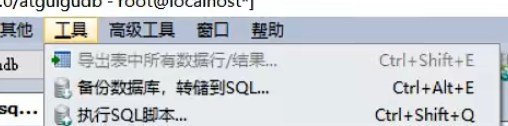 .0/atguigudb - root@localhost*]
其他 工具 高级工具 窗口 帮助
db 导出表中所有数据行/结果... Ctrl+Shift+E
备份数据库，转储到SQL... Ctrl+Alt+E
sq... 执行SQL脚本... Ctrl+Shift+Q